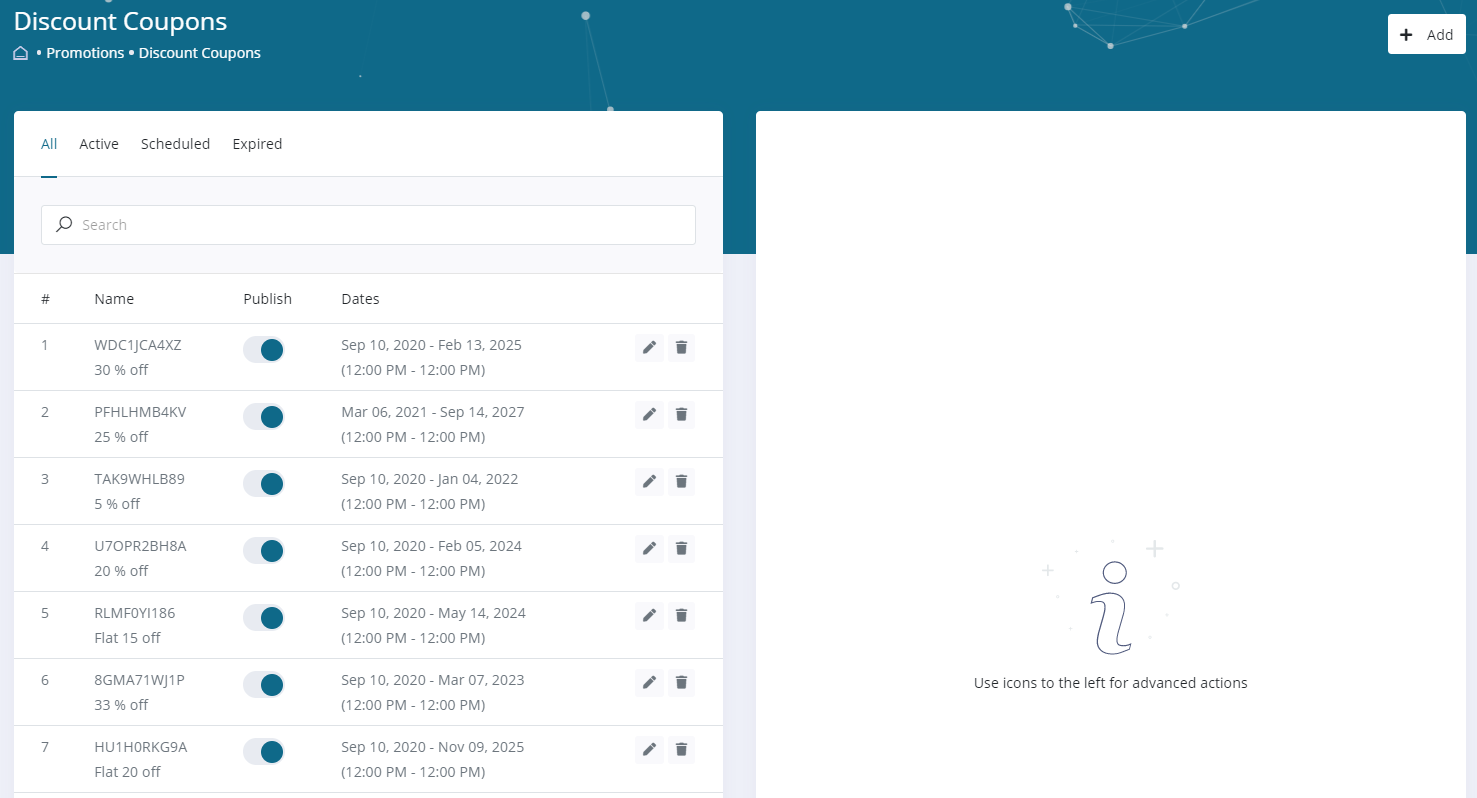 Discount Coupons
• Promotions • Discount Coupons
+ Add
All Active Scheduled Expired
Search
# Name Publish Dates
1 WDC1JCA4XZ Sep 10, 2020 - Feb 13, 2025
30 % off (12:00 PM - 12:00 PM)
2 PFHLHMB4KV Mar 06, 2021 - Sep 14, 2027
25 % off (12:00 PM - 12:00 PM)
3 TAK9WHLB89 Sep 10, 2020 - Jan 04, 2022
5 % off (12:00 PM - 12:00 PM)
4 U7OPR2BH8A Sep 10, 2020 - Feb 05, 2024
20 % off (12:00 PM - 12:00 PM)
5 RLMF0YI186 Sep 10, 2020 - May 14, 2024
Flat 15 off (12:00 PM - 12:00 PM)
6 8GMA71WJ1P Sep 10, 2020 - Mar 07, 2023
33 % off (12:00 PM - 12:00 PM)
7 HU1H0RKG9A Sep 10, 2020 - Nov 09, 2025
Flat 20 off (12:00 PM - 12:00 PM)
Use icons to the left for advanced actions